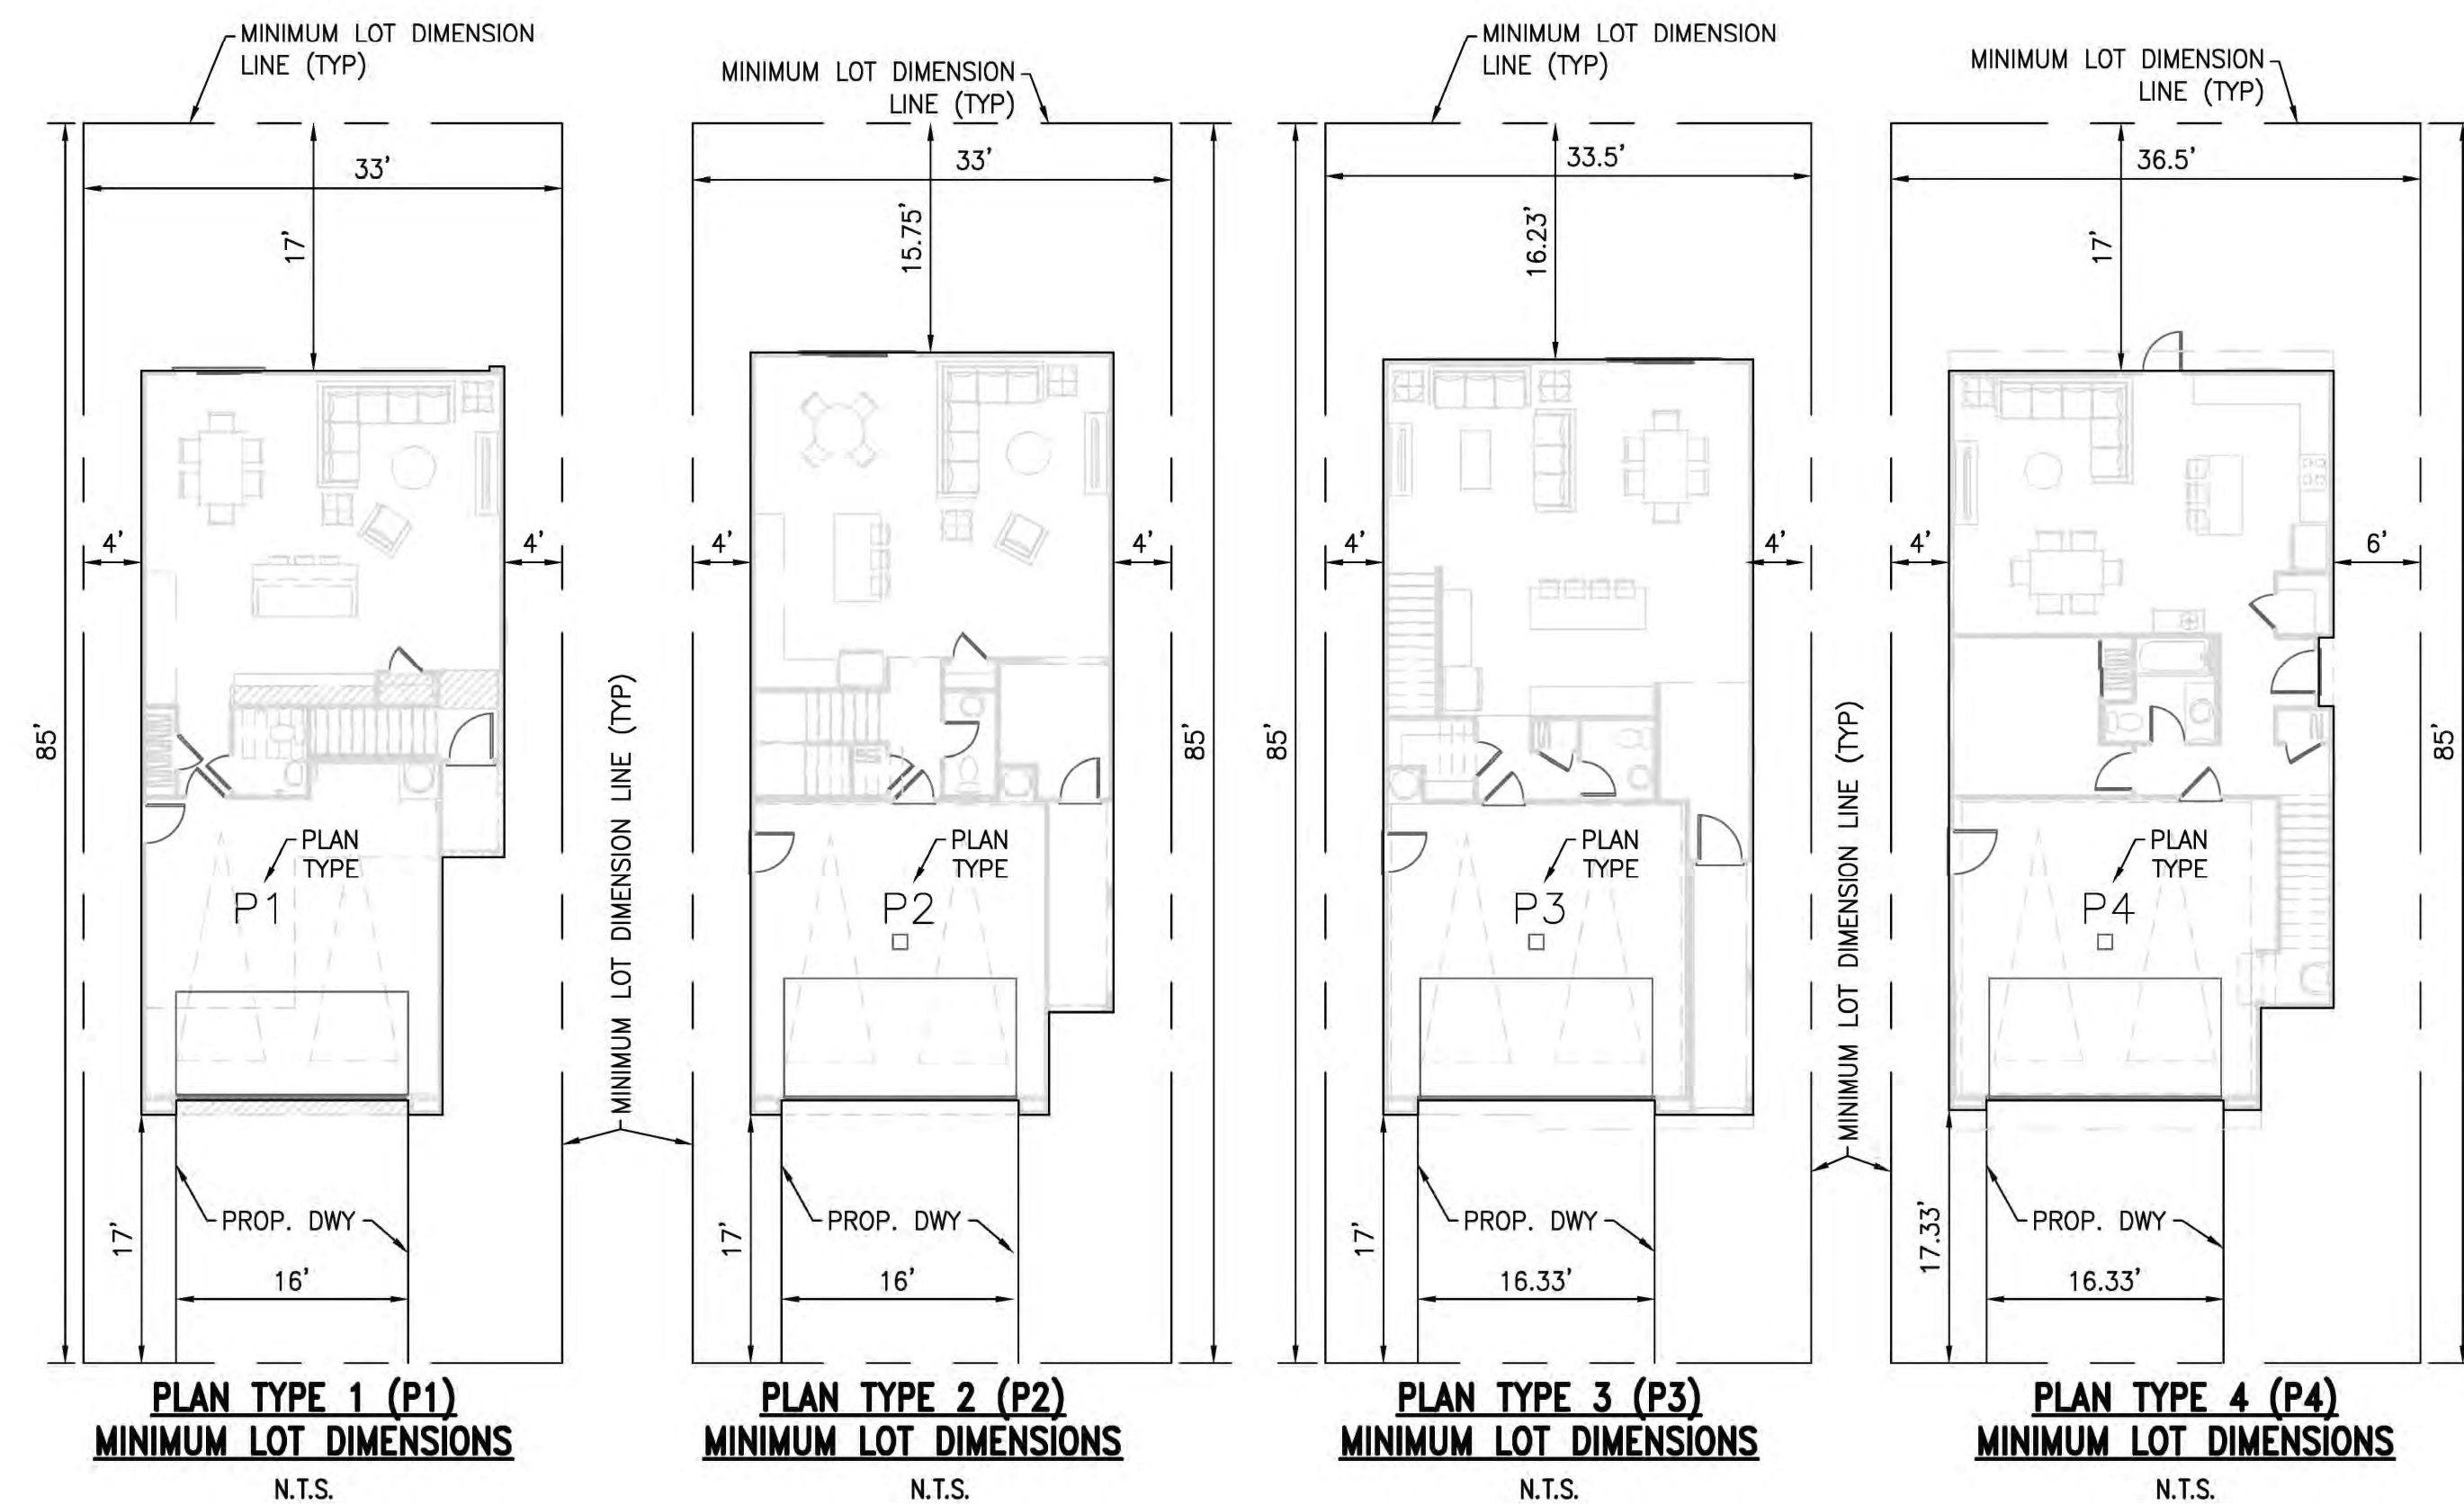 MINIMUM LOT DIMENSION
LINE (TYP)
33'
17'
4'
4'
85'
PLAN
TYPE
P1
PROP. DWY
17'
16'
PLAN TYPE 1 (P1)
MINIMUM LOT DIMENSIONS
N.T.S.
MINIMUM LOT DIMENSION LINE (TYP)
MINIMUM LOT DIMENSION
LINE (TYP)
33'
15.75'
4'
4'
85'
PLAN
TYPE
P2
PROP. DWY
17'
16'
PLAN TYPE 2 (P2)
MINIMUM LOT DIMENSIONS
N.T.S.
MINIMUM LOT DIMENSION
LINE (TYP)
33.5'
16.23'
4'
4'
85'
PLAN
TYPE
P3
PROP. DWY
17'
16.33'
PLAN TYPE 3 (P3)
MINIMUM LOT DIMENSIONS
N.T.S.
MINIMUM LOT DIMENSION LINE (TYP)
MINIMUM LOT DIMENSION
LINE (TYP)
36.5'
17'
4'
6'
85'
PLAN
TYPE
P4
PROP. DWY
17.33'
16.33'
PLAN TYPE 4 (P4)
MINIMUM LOT DIMENSIONS
N.T.S.